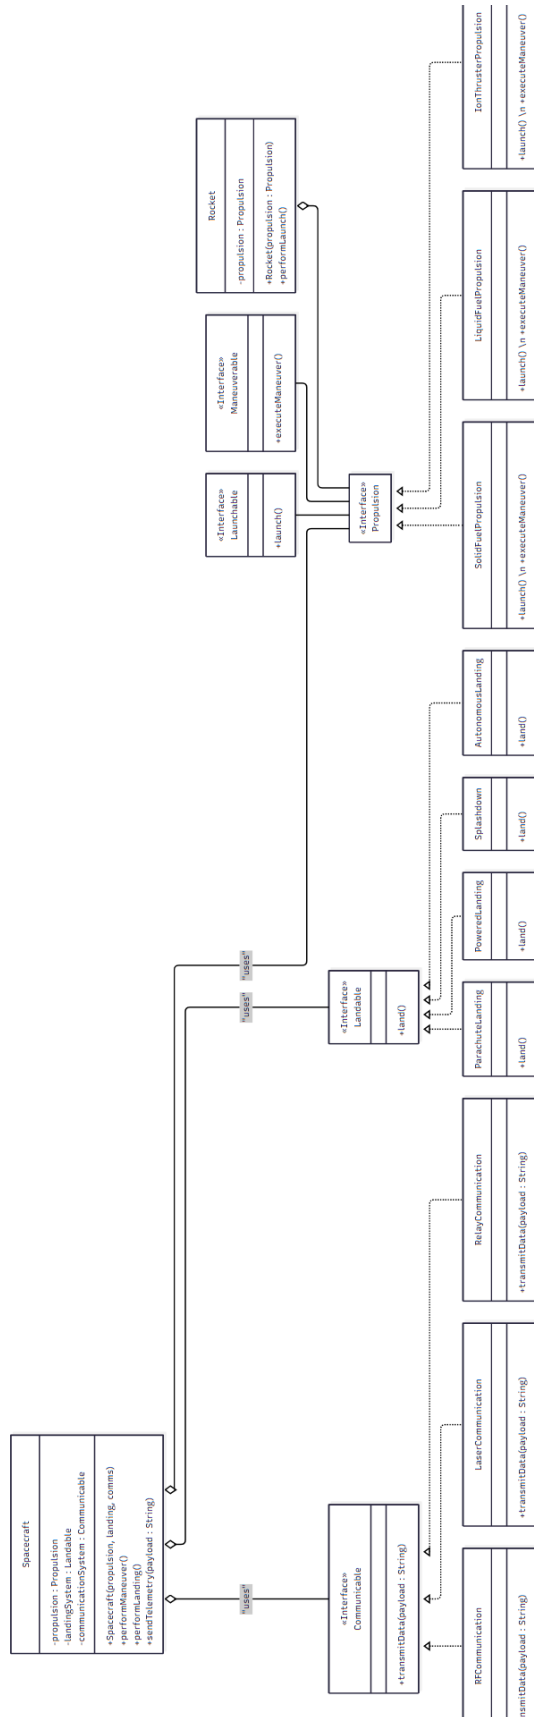 Spacecraft
-propulsion : Propulsion
-landingSystem : Landable
-communicationSystem : Communicable
+Spacecraft(propulsion, landing, comms)
+performManeuver()
+performLanding()
+sendTelemetry(payload : String)
Rocket
-propulsion : Propulsion
+Rocket(propulsion : Propulsion)
+performLaunch()
«Interface»
Maneuverable
+executeManeuver()
«Interface»
Launchable
+launch()
"uses"
"uses"
"uses"
«Interface»
Communicable
+transmitData(payload : String)
«Interface»
Landable
+land()
«Interface»
Propulsion
RFCommunication
nsmitData(payload : String)
LaserCommunication
+transmitData(payload : String)
RelayCommunication
+transmitData(payload : String)
ParachuteLanding
+land()
PoweredLanding
+land()
Splashdown
+land()
AutonomousLanding
+land()
SolidFuelPropulsion
+launch() \n +executeManeuver()
LiquidFuelPropulsion
+launch() \n +executeManeuver()
IonThrusterPropulsion
+launch() \n +executeManeuver()